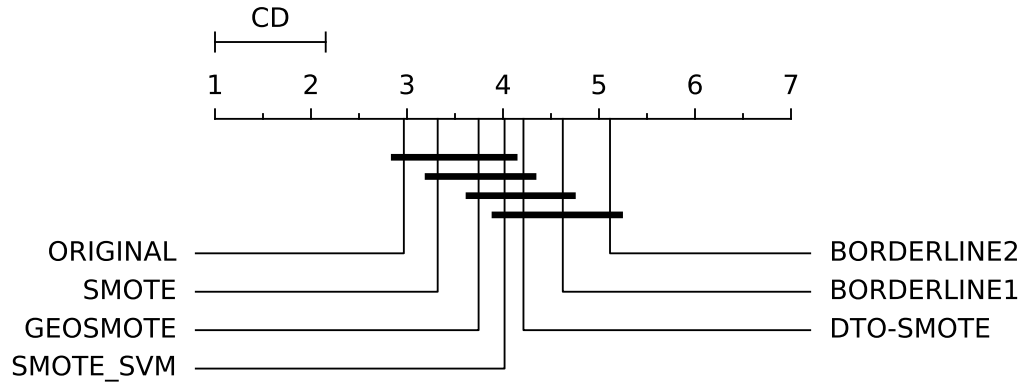 CD
1 2 3 4 5 6 7
ORIGINAL BORDERLINE2
SMOTE BORDERLINE1
GEOSMOTE DTO-SMOTE
SMOTE_SVM